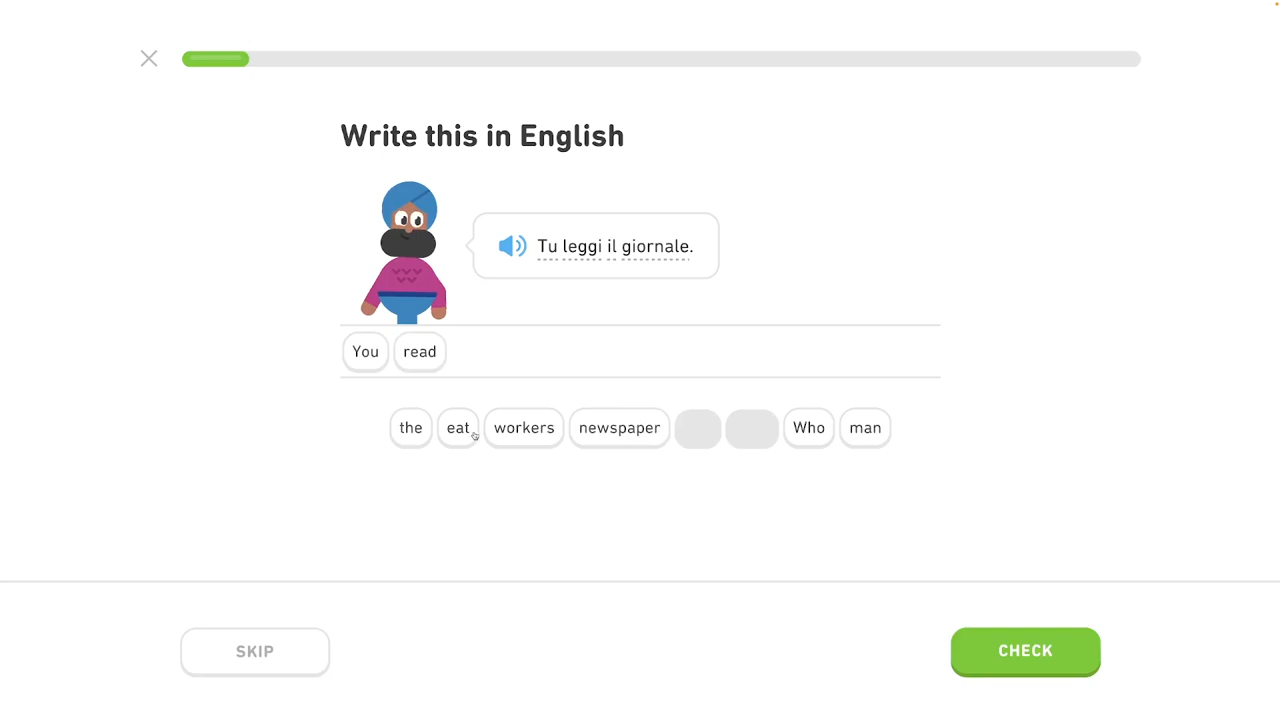 Write this in English
Tu leggi il giornale.
You read
the eat workers newspaper Who man
SKIP CHECK